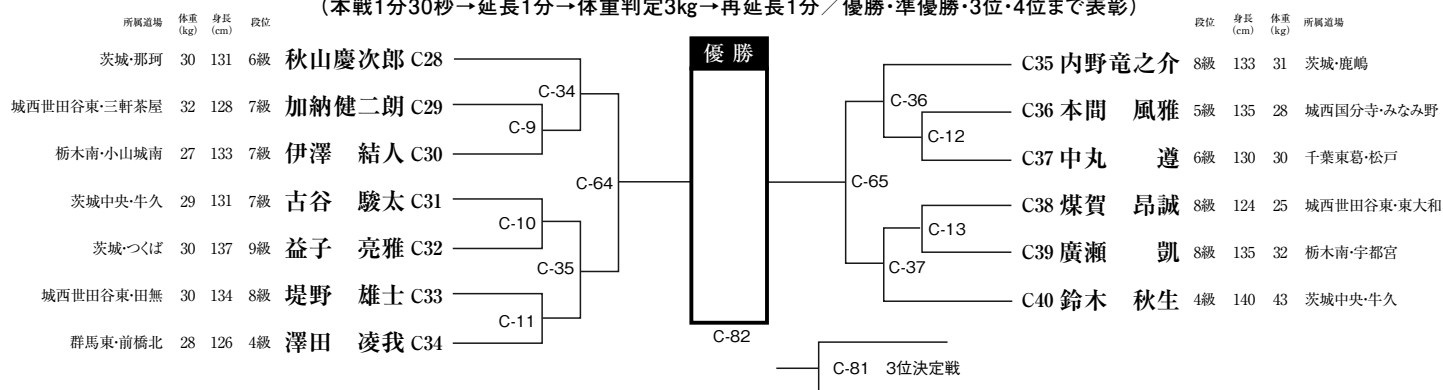 (本戦1分30秒→延長1分→体重判定3kg→再延長1分／優勝・準優勝・3位・4位まで表彰)
所属道場 体重(kg) 身長(cm) 段位
茨城・那珂 30 131 6級 秋山慶次郎 C28
城西世田谷東・三軒茶屋 32 128 7級 加納健二朗 C29
栃木南・小山城南 27 133 7級 伊澤 結人 C30
茨城中央・牛久 29 131 7級 古谷 駿太 C31
茨城・つくば 30 137 9級 益子 亮雅 C32
城西世田谷東・田無 30 134 8級 堤野 雄士 C33
群馬東・前橋北 28 126 4級 澤田 凌我 C34
C-34
C-9
C-64
C-10
C-35
C-11
優勝
C-82
段位 身長(cm) 体重(kg) 所属道場
C35 内野竜之介 8級 133 31 茨城・鹿嶋
C36 本間 風雅 5級 135 28 城西国分寺・みなみ野
C37 中丸 遵 6級 130 30 千葉東葛・松戸
C38 煤賀 昂誠 8級 124 25 城西世田谷東・東大和
C39 廣瀬 凱 8級 135 32 栃木南・宇都宮
C40 鈴木 秋生 4級 140 43 茨城中央・牛久
C-36
C-12
C-65
C-13
C-37
C-81 3位決定戦